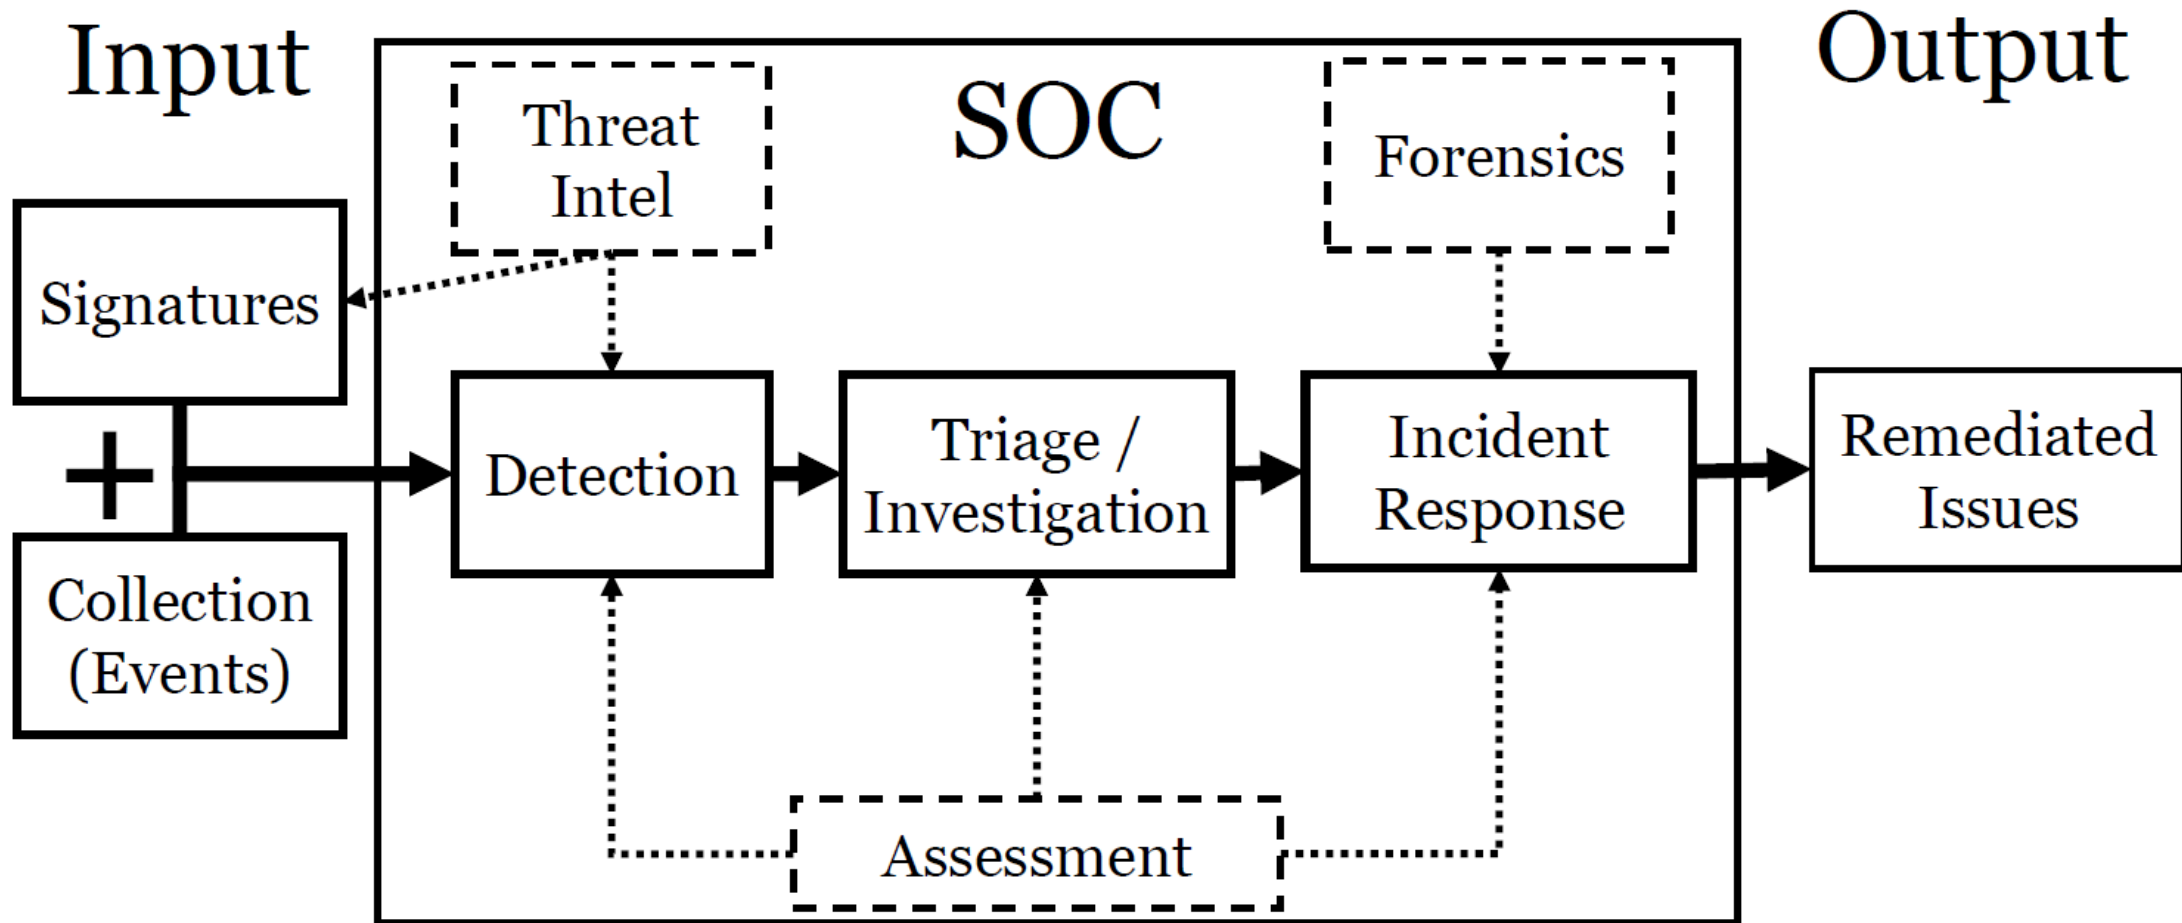 Input
SOC
Output
Threat
Intel
Forensics
Signatures
+
Collection
(Events)
Detection
Triage /
Investigation
Incident
Response
Remediated
Issues
Assessment